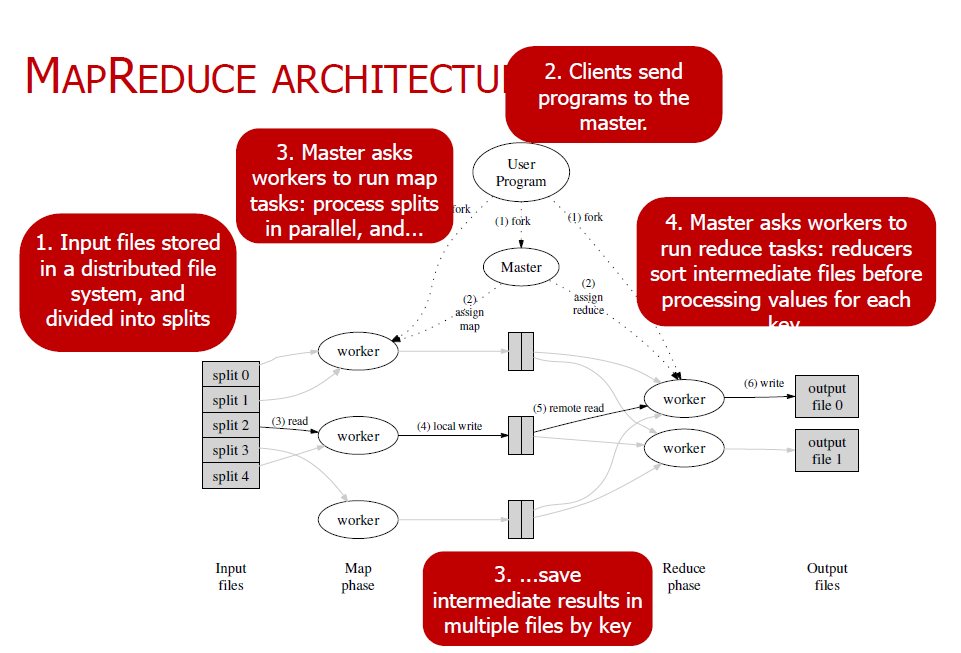 MAPREDUCE ARCHITECTU
2. Clients send
programs to the
master.
3. Master asks
workers to run map
tasks: process splits
in parallel, and...
1. Input files stored
in a distributed file
system, and
divided into splits
4. Master asks workers to
run reduce tasks: reducers
sort intermediate files before
processing values for each
key
User
Program
fork
(1) fork
(1) fork
Master
(2)
assign
map
(2)
assign
reduce
worker
split 0
split 1
split 2
split 3
split 4
(3) read
worker
(4) local write
worker
(5) remote read
worker
worker
(6) write
output
file 0
output
file 1
Input
files
Map
phase
3. ...save
intermediate results in
multiple files by key
Reduce
phase
Output
files